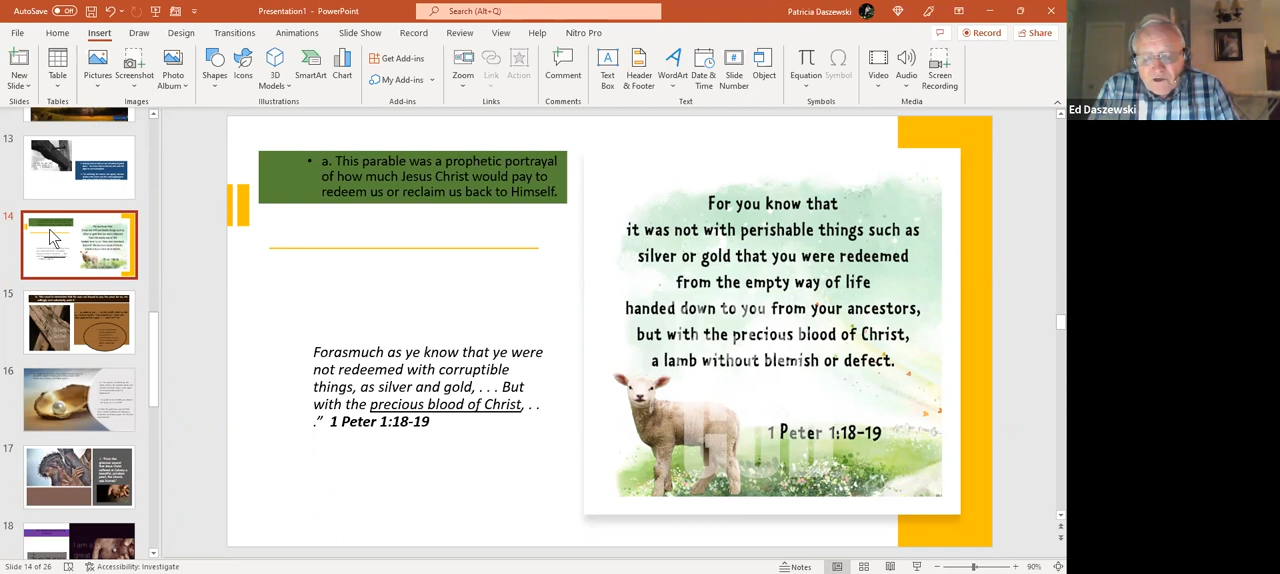 AutoSave Off Presentation1 - PowerPoint Search (Alt+Q) Patricia Daszewski
File Home Insert Draw Design Transitions Animations Slide Show Record Review View Help Nitro Pro Record Share
New Slide Table Pictures Screenshot Photo Album Shapes Icons 3D Models SmartArt Chart Get Add-ins My Add-ins Zoom Link Action Comment Text Box Header & Footer WordArt Date & Time Slide Number Object Equation Symbol Video Audio Screen Recording
Slides Tables Images Illustrations Add-ins Links Comments Text Symbols Media
Ed Daszewski
13
14
15
16
17
18
• a. This parable was a prophetic portrayal
of how much Jesus Christ would pay to
redeem us or reclaim us back to Himself.
Forasmuch as ye know that ye were
not redeemed with corruptible
things, as silver and gold, . . . But
with the precious blood of Christ, . .
.” 1 Peter 1:18-19
For you know that
it was not with perishable things such as
silver or gold that you were redeemed
from the empty way of life
handed down to you from your ancestors,
but with the precious blood of Christ,
a lamb without blemish or defect.
1 Peter 1:18-19
Slide 14 of 26 Accessibility: Investigate Notes 90%